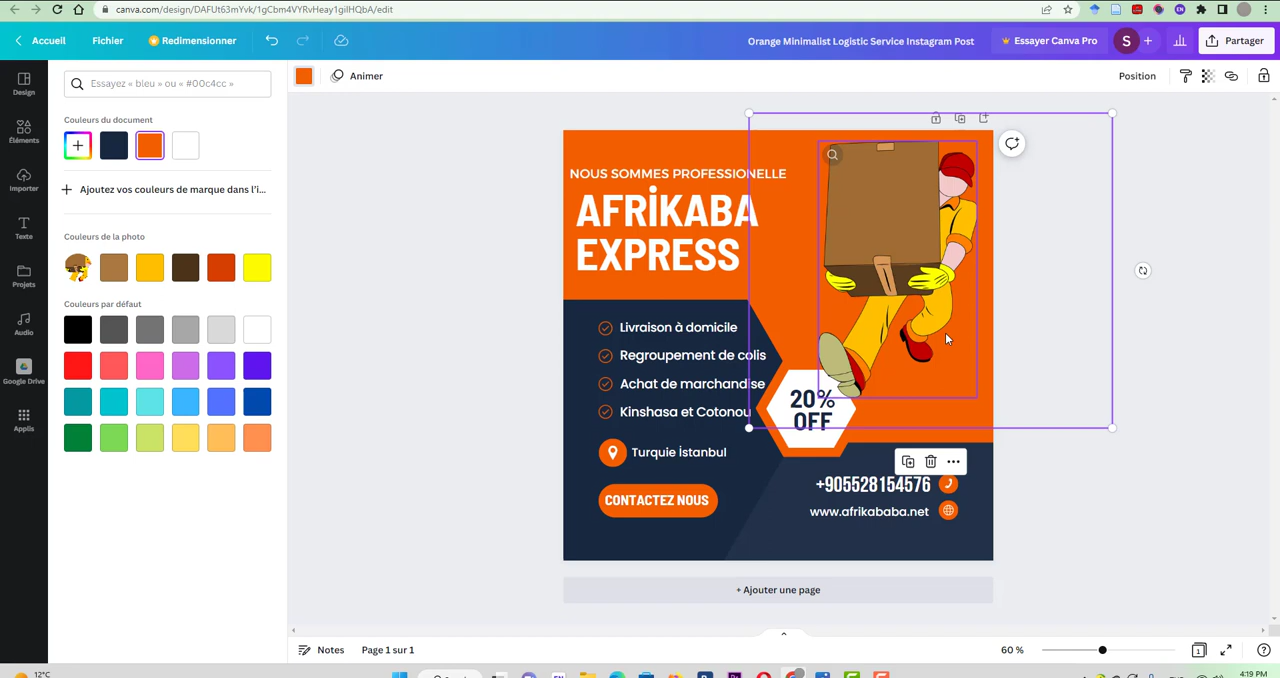 canva.com/design/DAFUt63mYvk/1gCbm4VYRvHeay1gilHQbA/edit
Accueil
Fichier
Redimensionner
Orange Minimalist Logistic Service Instagram Post
Essayer Canva Pro
S
Partager
Design
Éléments
Importer
Texte
Projets
Audio
Google Drive
Applis
Essayez « bleu » ou « #00c4cc »
Couleurs du document
Ajoutez vos couleurs de marque dans l'i...
Couleurs de la photo
Couleurs par défaut
Animer
Position
NOUS SOMMES PROFESSIONELLE
AFRİKABA
EXPRESS
Livraison à domicile
Regroupement de colis
Achat de marchandise
Kinshasa et Cotonou
20%
OFF
Turquie İstanbul
CONTACTEZ NOUS
+905528154576
www.afrikababa.net
+ Ajouter une page
Notes
Page 1 sur 1
60 %
1
12°C
4:19 PM